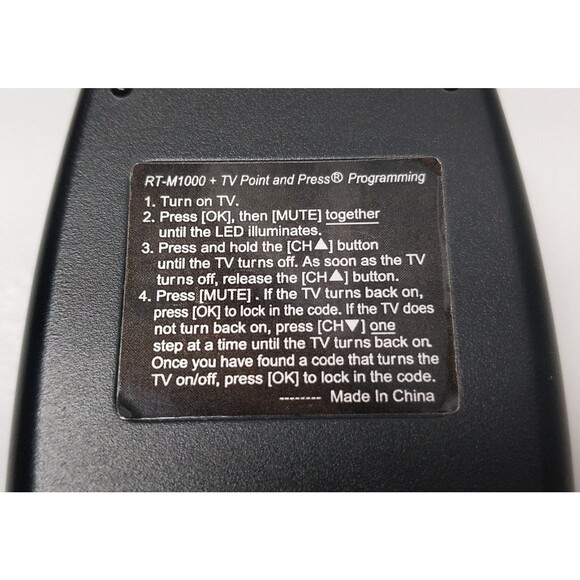 RT-M1000 + TV Point and Press® Programming
1. Turn on TV.
2. Press [OK], then [MUTE] together
until the LED illuminates.
3. Press and hold the [CH▲] button
until the TV turns off. As soon as the TV
turns off, release the [CH▲] button.
4. Press [MUTE] . If the TV turns back on,
press [OK] to lock in the code. If the TV does
not turn back on, press [CH▼] one
step at a time until the TV turns back on.
Once you have found a code that turns the
TV on/off, press [OK] to lock in the code.
-------- Made In China